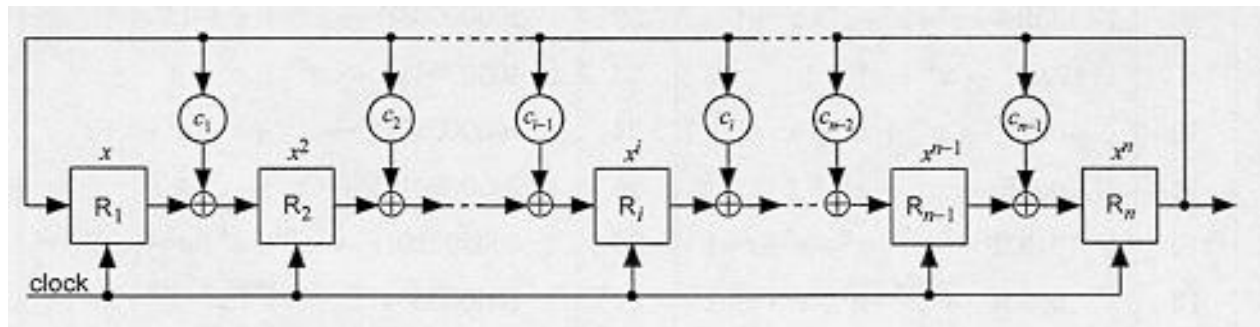 c₁ c₂ cᵢ₋₁ cᵢ cₙ₋₂ cₙ₋₁
x x² xⁱ xⁿ⁻¹ xⁿ
R₁ R₂ Rᵢ Rₙ₋₁ Rₙ
clock